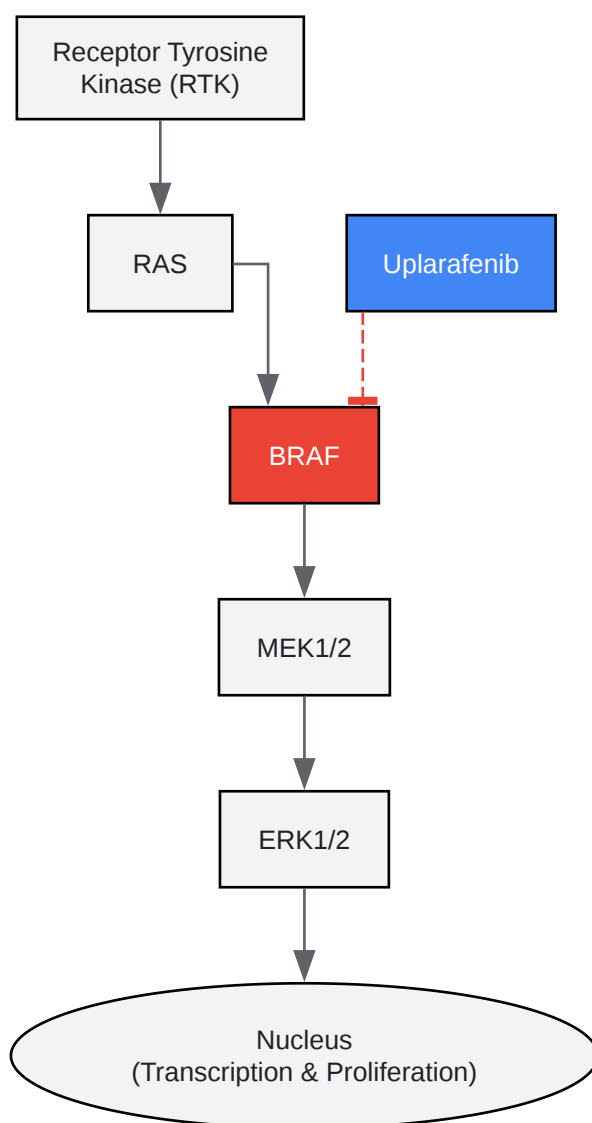 Receptor Tyrosine
Kinase (RTK)
RAS
Uplarafenib
BRAF
MEK1/2
ERK1/2
Nucleus
(Transcription & Proliferation)